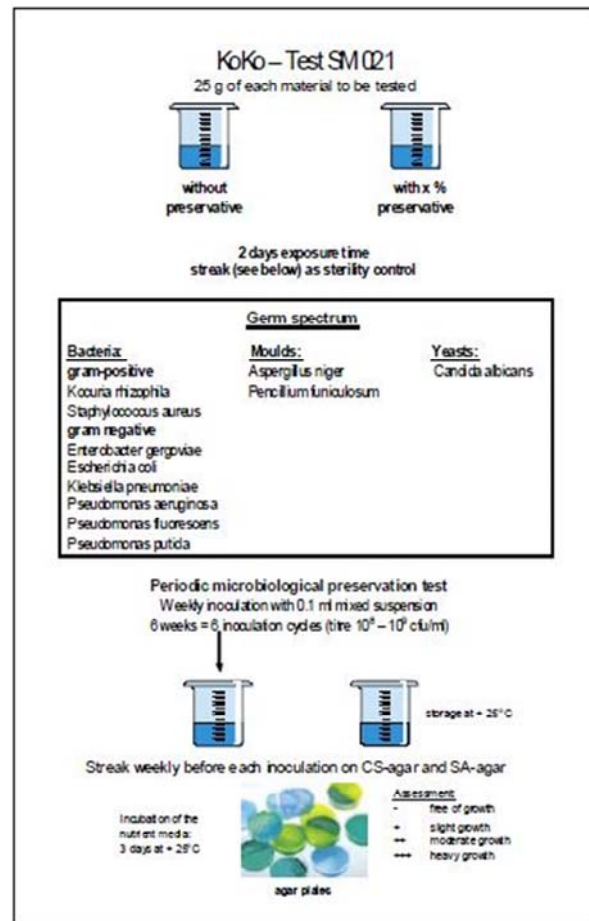 KoKo – Test SM 021
25 g of each material to be tested
without
preservative
with x %
preservative
2 days exposure time
streak (see below) as sterility control
Germ spectrum
Bacteria:
gram-positive
Kocuria rhizophila
Staphylococcus aureus
gram negative
Enterobacter gergoviae
Escherichia coli
Klebsiella pneumoniae
Pseudomonas aeruginosa
Pseudomonas fluorescens
Pseudomonas putida
Moulds:
Aspergillus niger
Pencillium funiculosum
Yeasts:
Candida albicans
Periodic microbiological preservation test
Weekly inoculation with 0.1 ml mixed suspension
6 weeks = 6 inoculation cycles (titre 10⁸ – 10⁹ cfu/ml)
storage at + 25°C
Streak weekly before each inoculation on CS-agar and SA-agar
Incubation of the
nutrient media:
3 days at + 25°C
agar plates
Assessment:
- free of growth
+ slight growth
++ moderate growth
+++ heavy growth